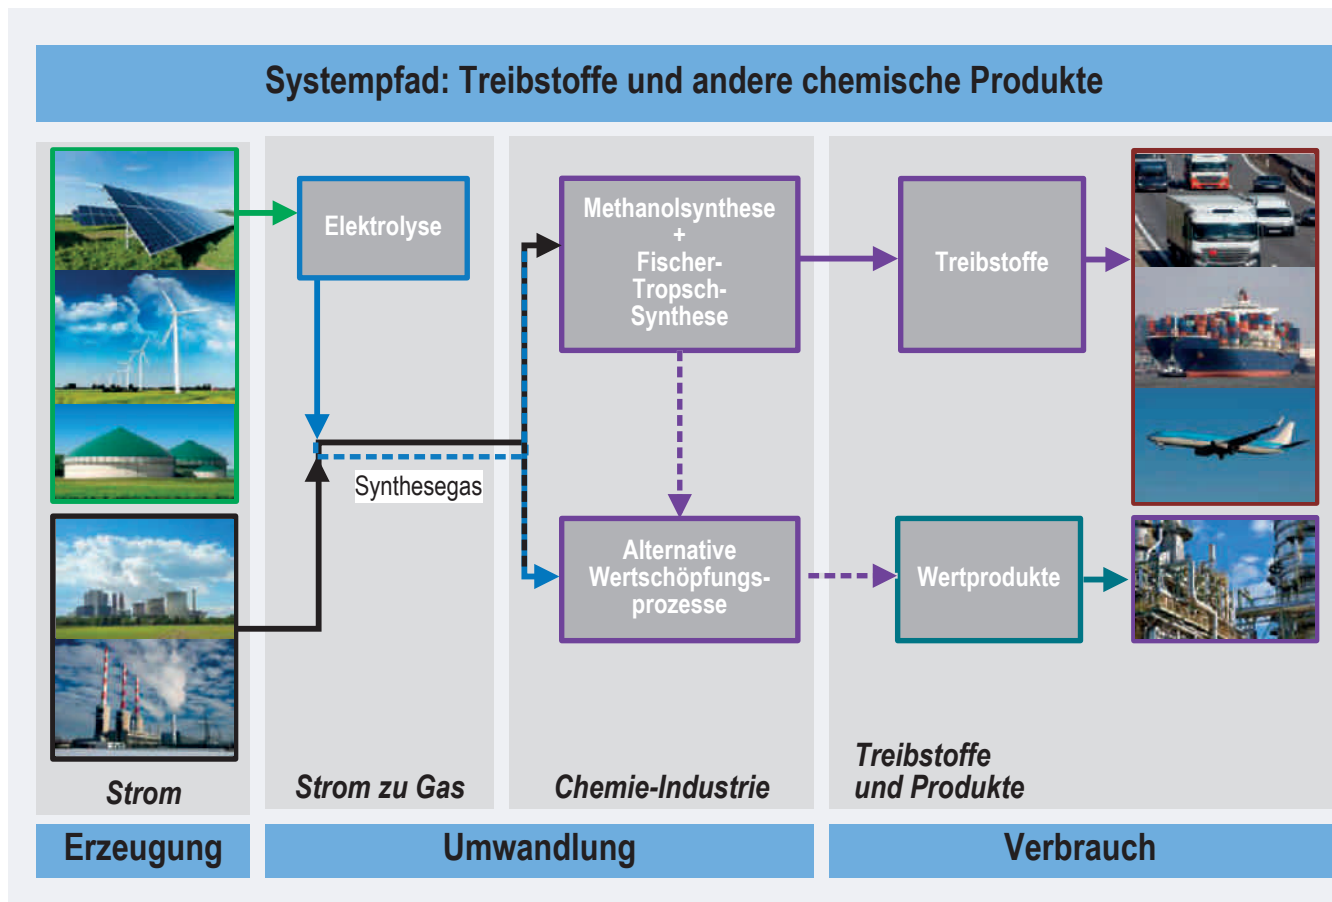 Systempfad: Treibstoffe und andere chemische Produkte
Elektrolyse
Methanolsynthese
+
Fischer-
Tropsch-
Synthese
Treibstoffe
Synthesegas
Alternative
Wertschöpfungs-
prozesse
Wertprodukte
Strom
Strom zu Gas
Chemie-Industrie
Treibstoffe
und Produkte
Erzeugung
Umwandlung
Verbrauch